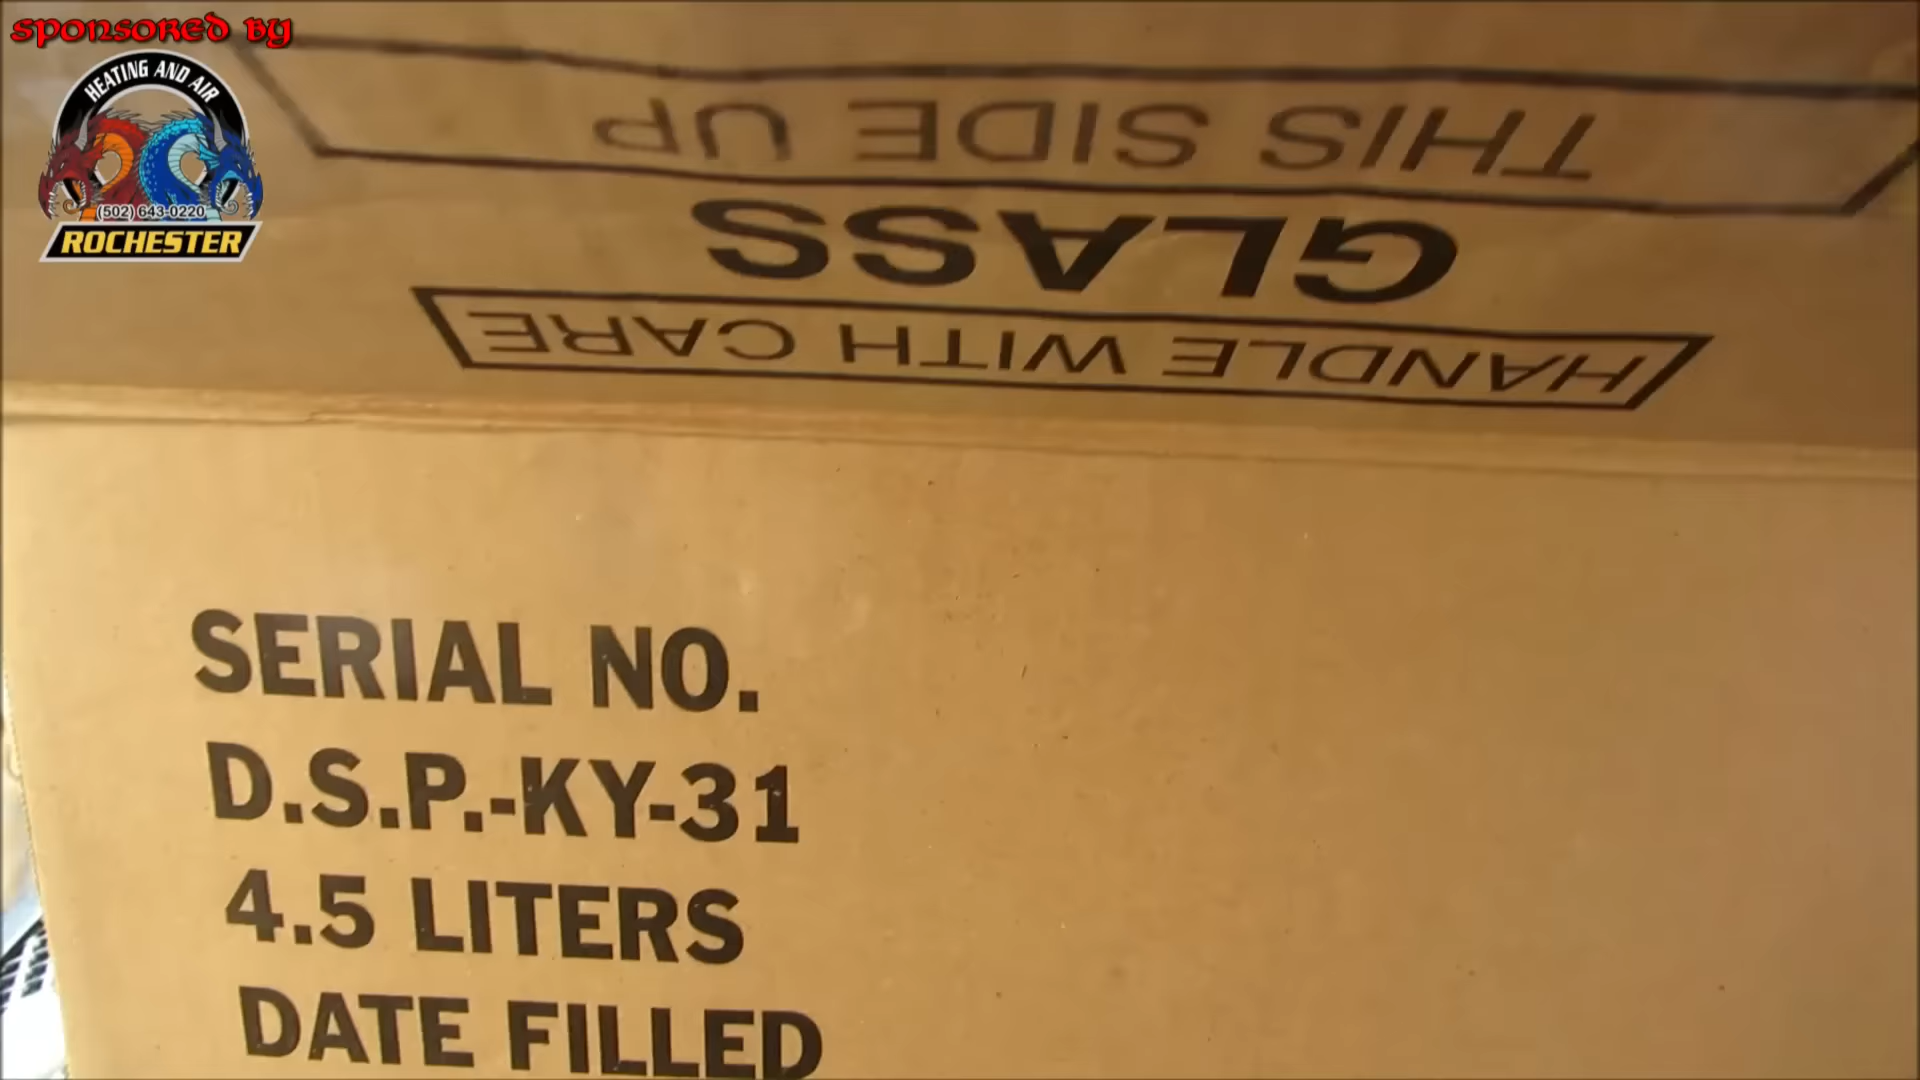 sponsored by
HEATING AND AIR
(502) 643-0220
ROCHESTER
THIS SIDE UP
GLASS
HANDLE WITH CARE
SERIAL NO.
D.S.P.-KY-31
4.5 LITERS
DATE FILLED